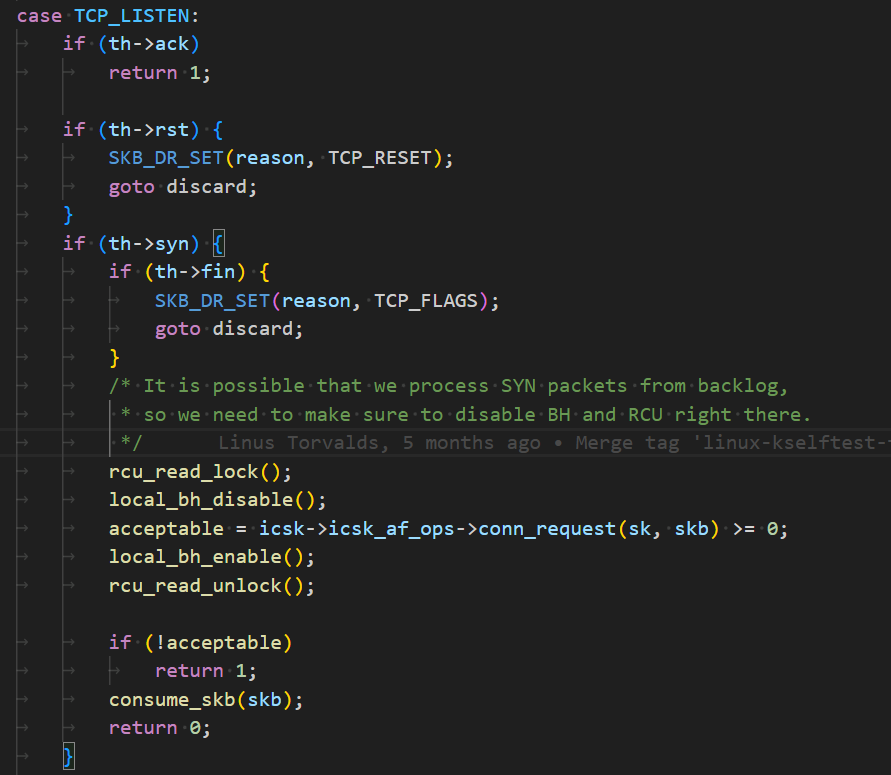 case TCP_LISTEN:
if (th->ack)
return 1;
if (th->rst) {
SKB_DR_SET(reason, TCP_RESET);
goto discard;
}
if (th->syn) {
if (th->fin) {
SKB_DR_SET(reason, TCP_FLAGS);
goto discard;
}
/* It is possible that we process SYN packets from backlog,
* so we need to make sure to disable BH and RCU right there.
*/ Linus Torvalds, 5 months ago • Merge tag 'linux-kselftest-
rcu_read_lock();
local_bh_disable();
acceptable = icsk->icsk_af_ops->conn_request(sk, skb) >= 0;
local_bh_enable();
rcu_read_unlock();
if (!acceptable)
return 1;
consume_skb(skb);
return 0;
}